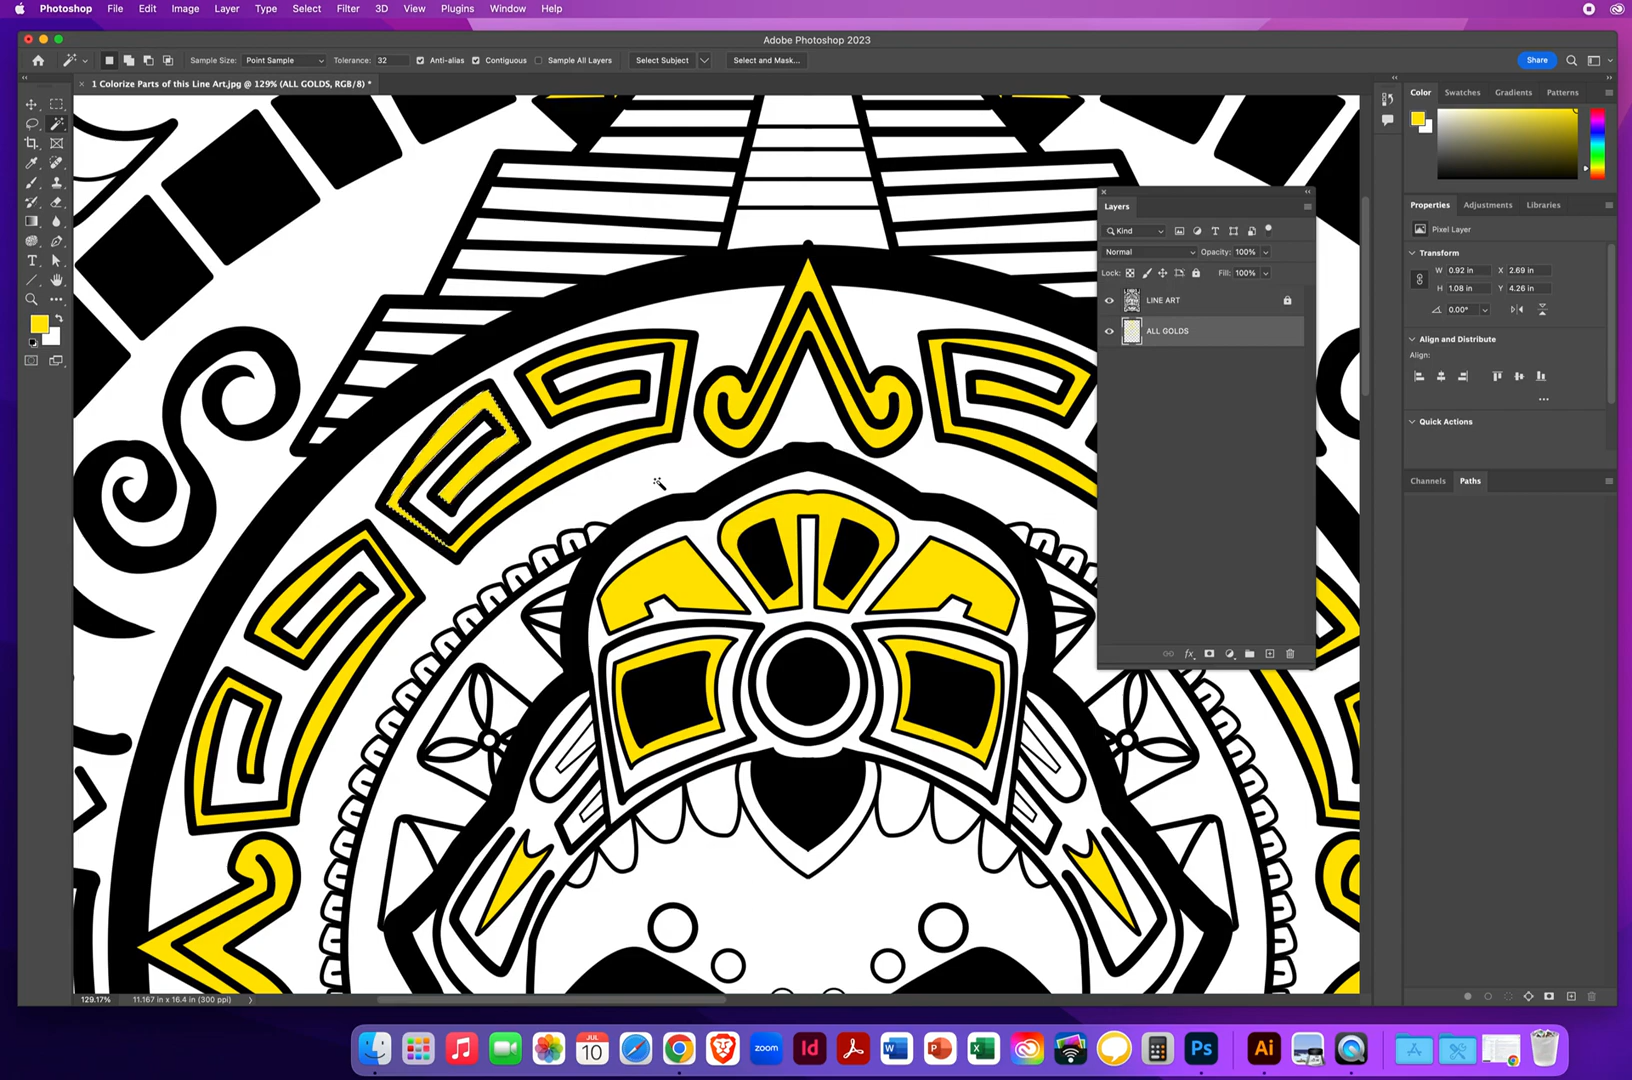 Photoshop File Edit Image Layer Type Select Filter 3D View Plugins Window Help
Adobe Photoshop 2023
Sample Size: Point Sample Tolerance: 32 Anti-alias Contiguous Sample All Layers Select Subject Select and Mask... Share
1 Colorize Parts of this Line Art.jpg @ 129% (ALL GOLDS, RGB/8) *
Color Swatches Gradients Patterns
Layers
Kind
Normal Opacity: 100%
Lock: Fill: 100%
LINE ART
ALL GOLDS
fx
Properties Adjustments Libraries
Pixel Layer
Transform
W 0.92 in X 2.69 in
H 1.08 in Y 4.26 in
0.00°
Align and Distribute
Align:
Quick Actions
Channels Paths
129.17% 11.167 in x 16.4 in (300 ppi)
JUL
10
zoom
Id
W
P
X
Ps
Ai